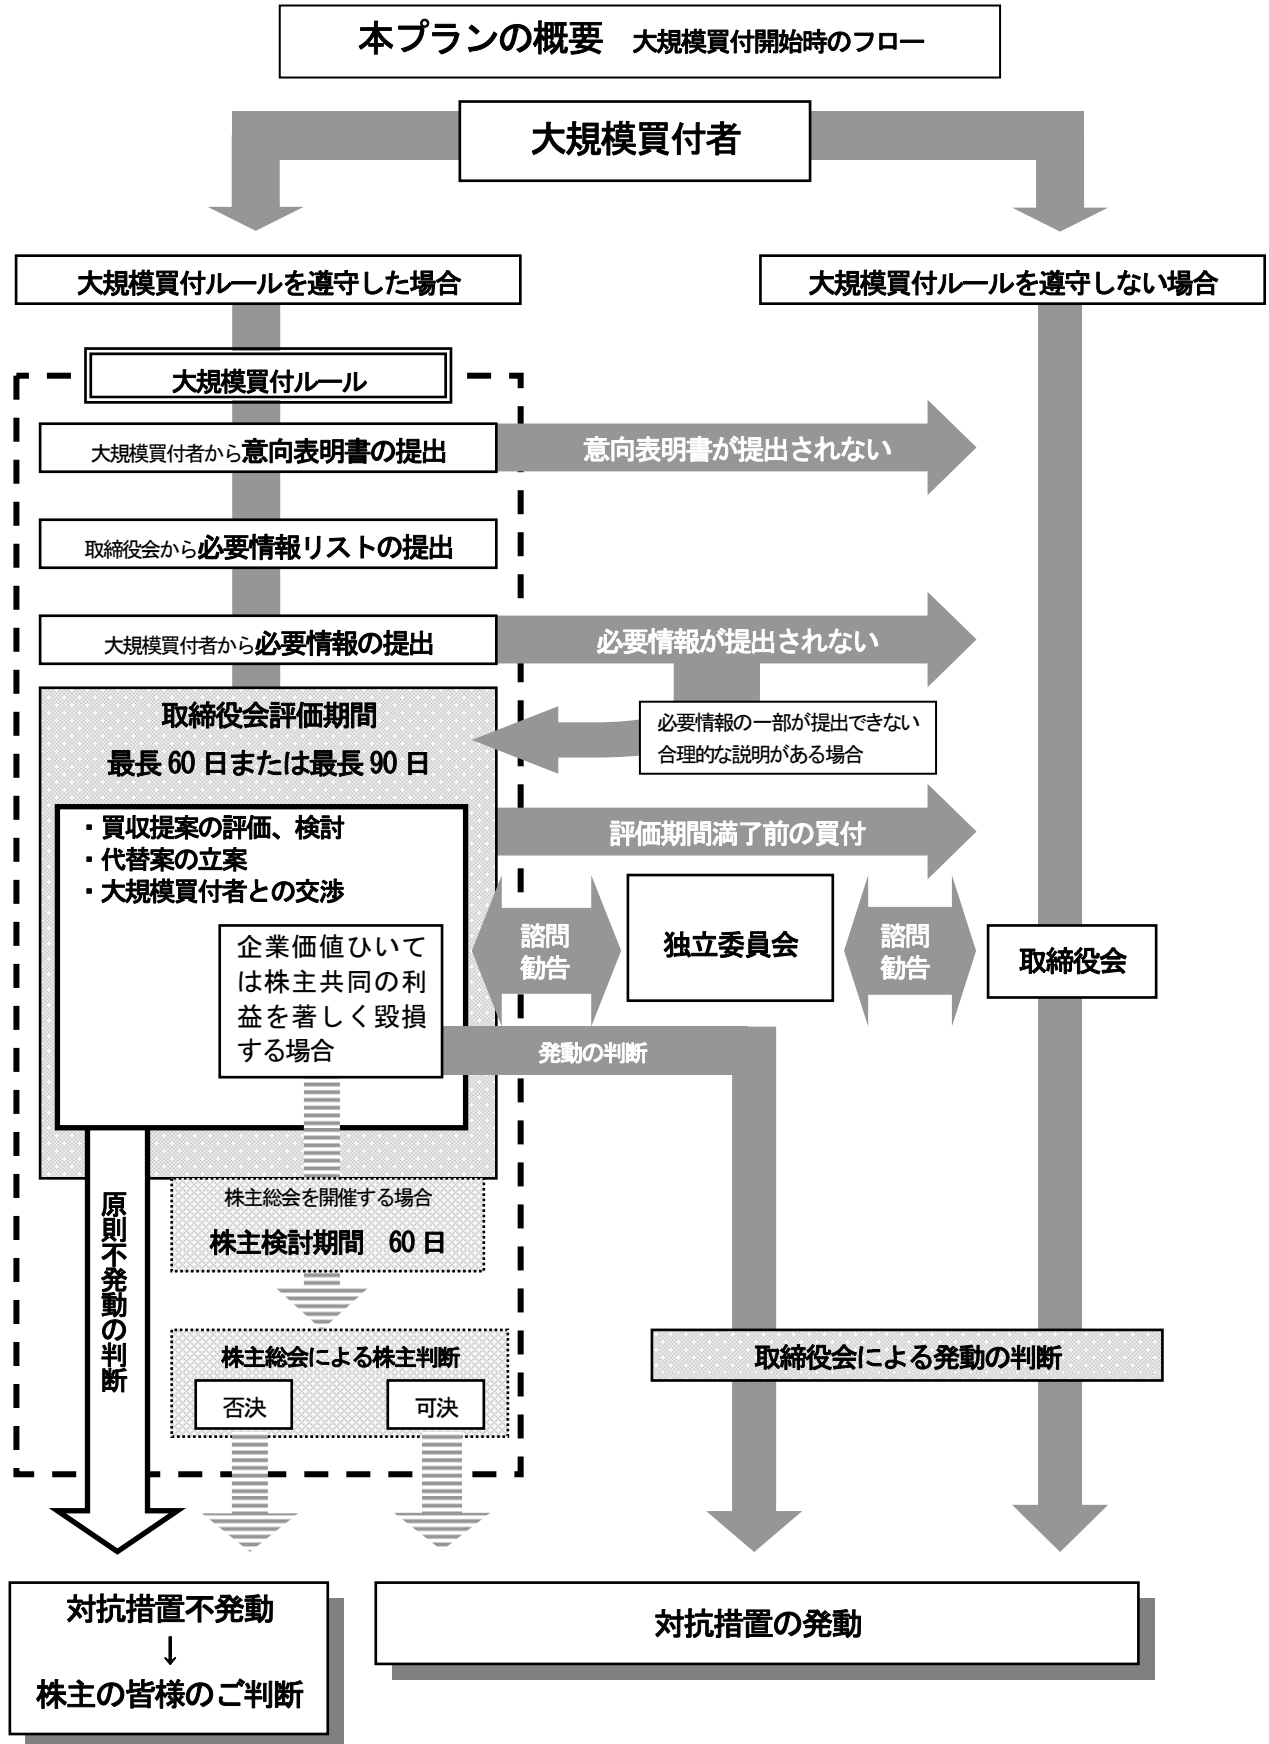 本プランの概要　大規模買付開始時のフロー
大規模買付者
大規模買付ルールを遵守した場合
大規模買付ルールを遵守しない場合
大規模買付ルール
大規模買付者から意向表明書の提出
意向表明書が提出されない
取締役会から必要情報リストの提出
大規模買付者から必要情報の提出
必要情報が提出されない
取締役会評価期間
最長 60 日または最長 90 日
必要情報の一部が提出できない
合理的な説明がある場合
・買収提案の評価、検討
・代替案の立案
・大規模買付者との交渉
評価期間満了前の買付
企業価値ひいて
は株主共同の利
益を著しく毀損
する場合
諮問
勧告
独立委員会
諮問
勧告
取締役会
発動の判断
原則不発動の判断
株主総会を開催する場合
株主検討期間　60 日
株主総会による株主判断
否決
可決
取締役会による発動の判断
対抗措置不発動
↓
株主の皆様のご判断
対抗措置の発動